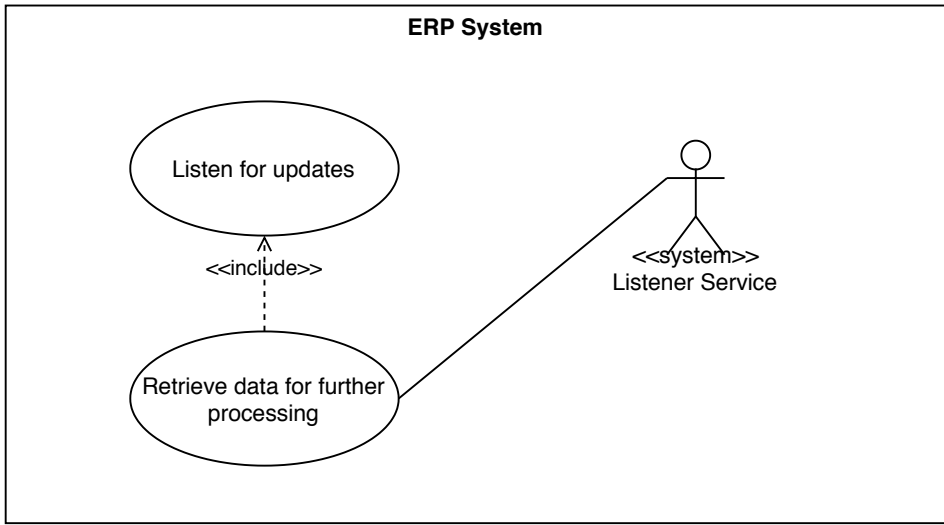 ERP System
Listen for updates
<<include>>
<<system>>
Listener Service
Retrieve data for further
processing